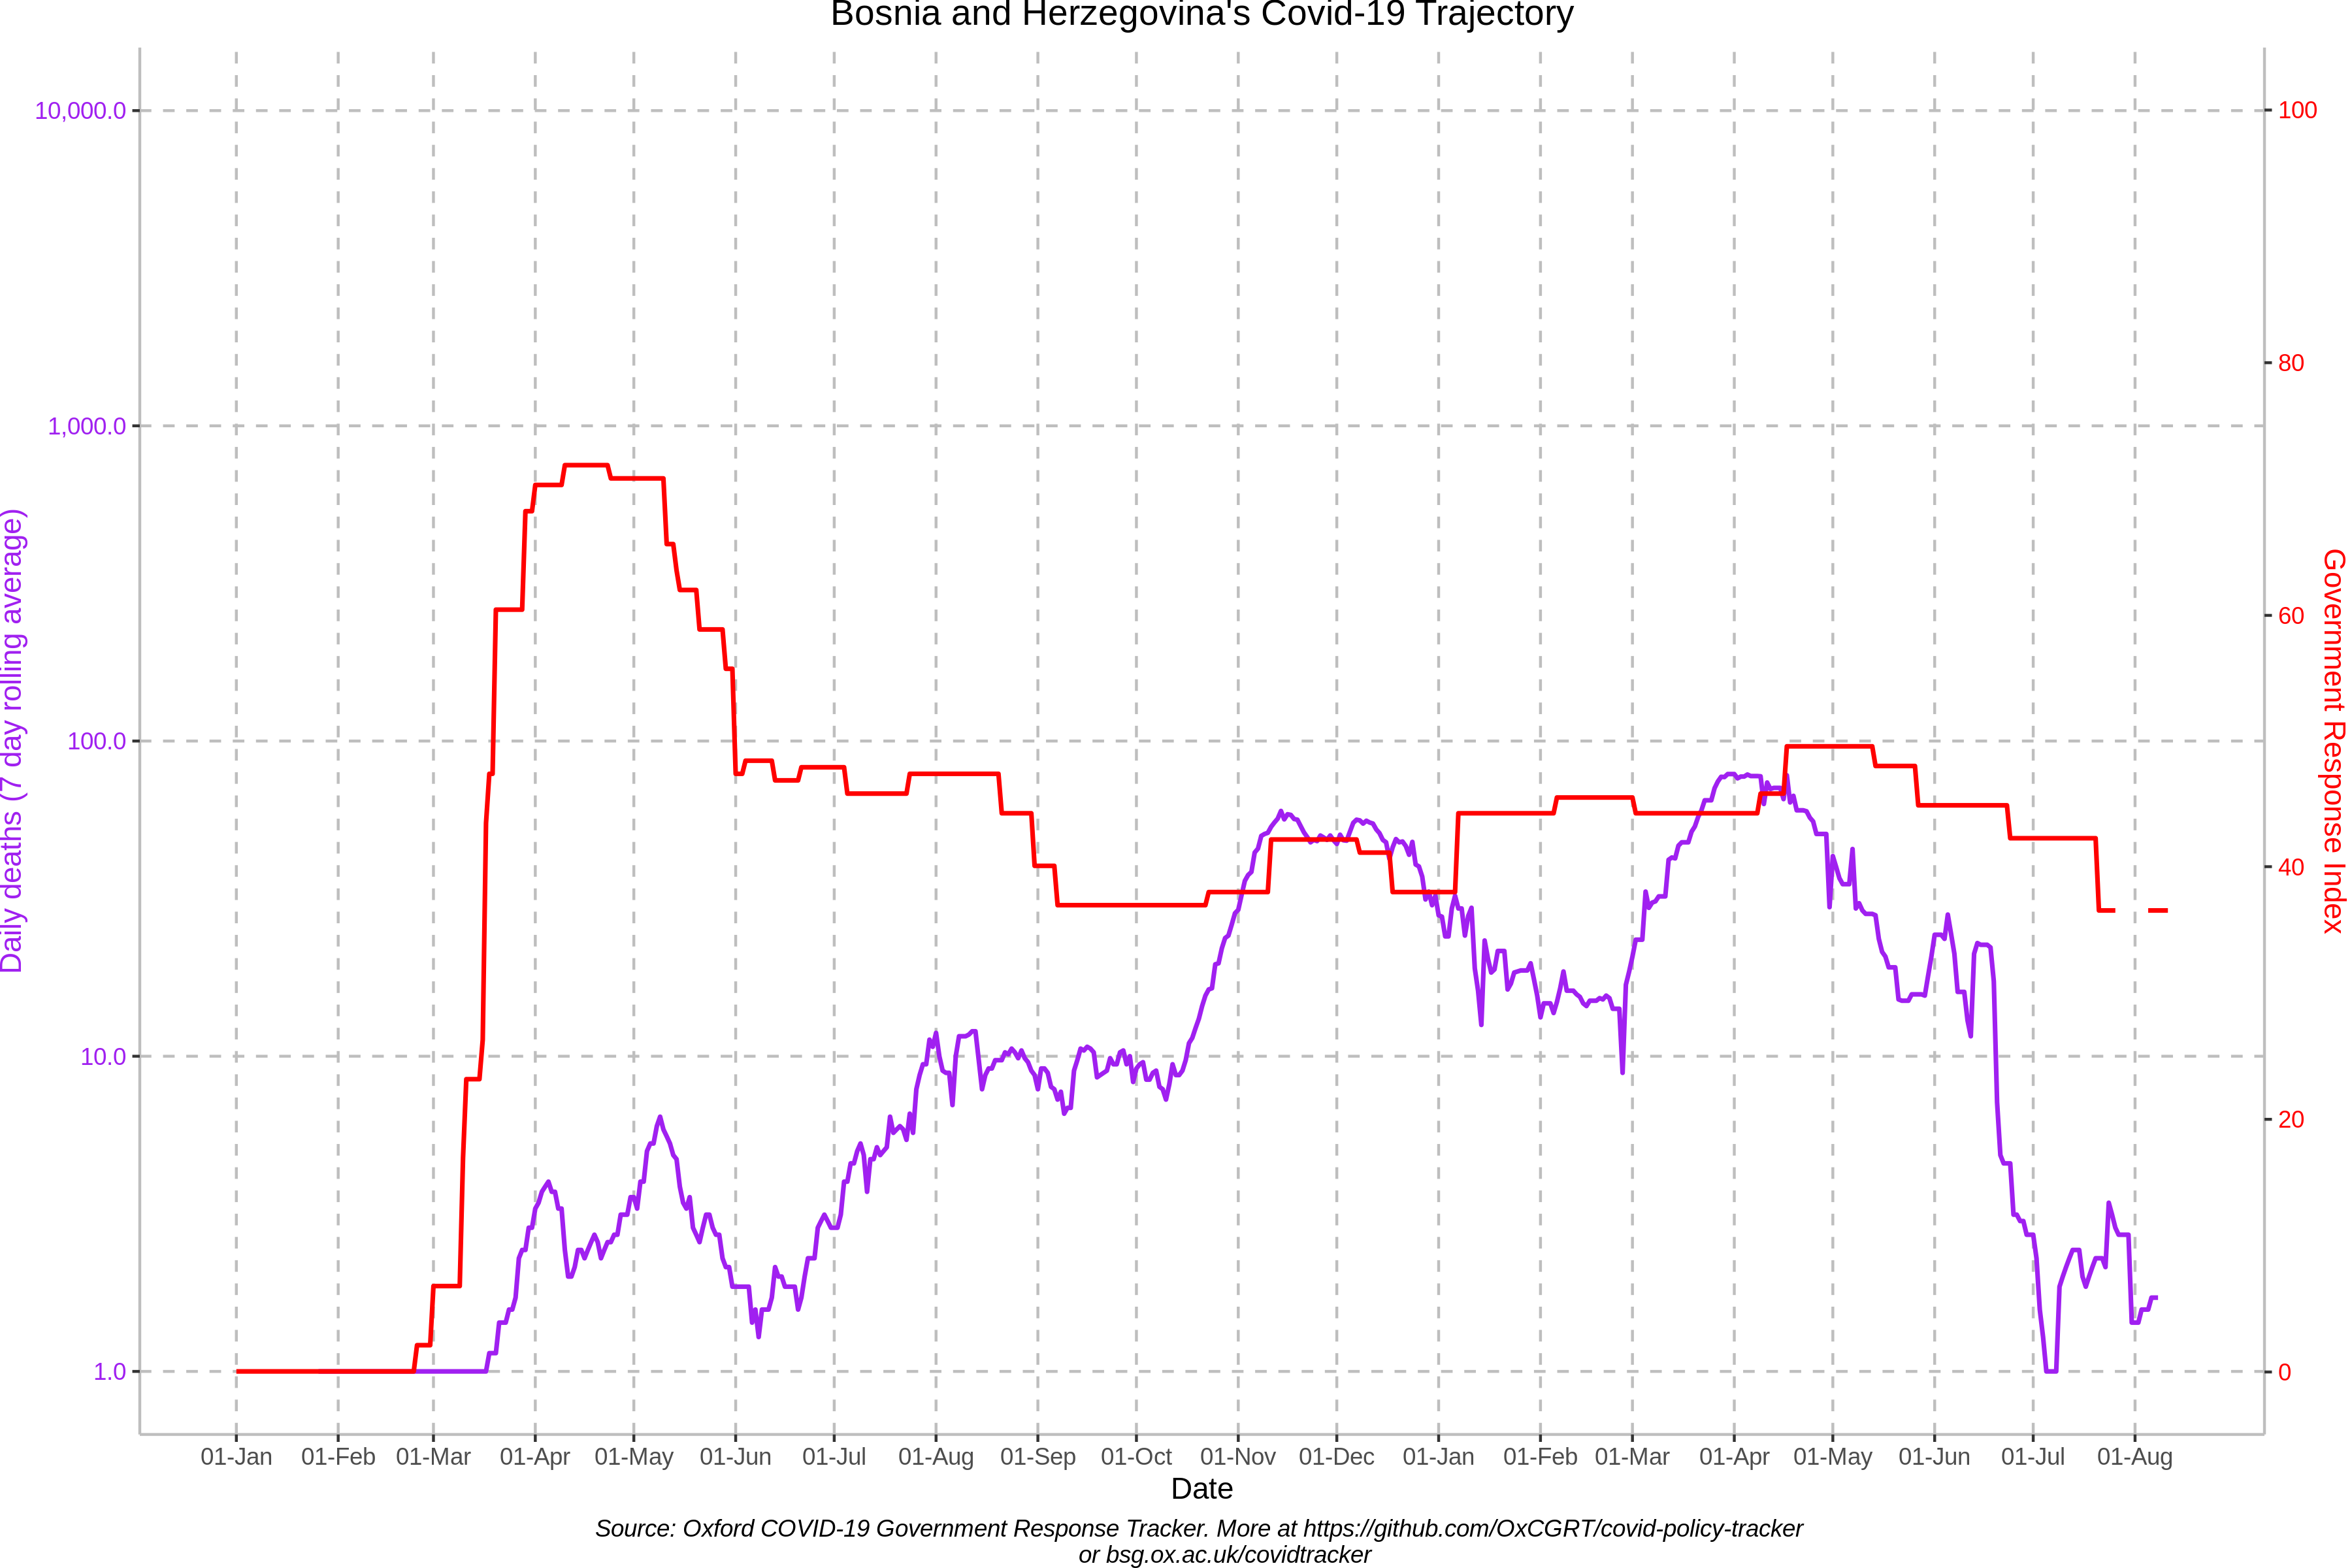 Bosnia and Herzegovina's Covid-19 Trajectory
Daily deaths (7 day rolling average)
10,000.0
1,000.0
100.0
10.0
1.0
100
80
60
40
20
0
Government Response Index
01-Jan 01-Feb 01-Mar 01-Apr 01-May 01-Jun 01-Jul 01-Aug 01-Sep 01-Oct 01-Nov 01-Dec 01-Jan 01-Feb 01-Mar 01-Apr 01-May 01-Jun 01-Jul 01-Aug
Date
Source: Oxford COVID-19 Government Response Tracker. More at https://github.com/OxCGRT/covid-policy-tracker
or bsg.ox.ac.uk/covidtracker